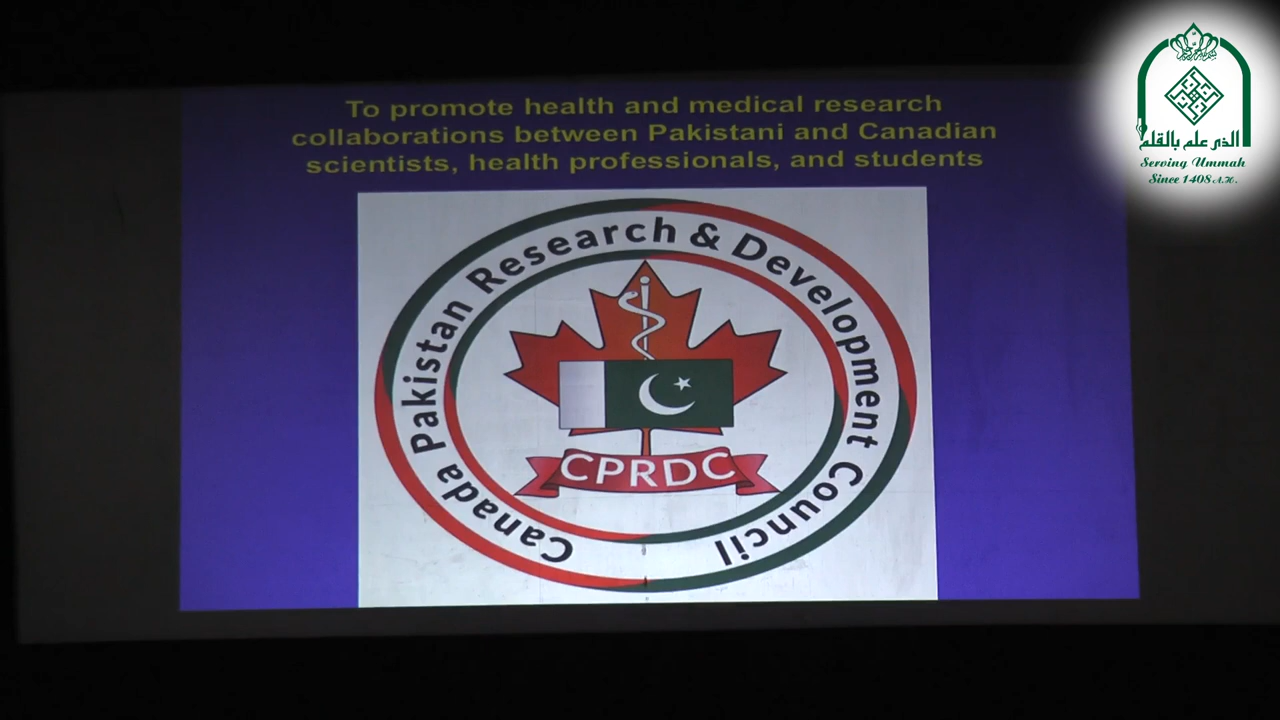 To promote health and medical research
collaborations between Pakistani and Canadian
scientists, health professionals, and students
Canada Pakistan Research & Development Council
CPRDC
الذى علم بالقلم
Serving Ummah
Since 1408 A.H.